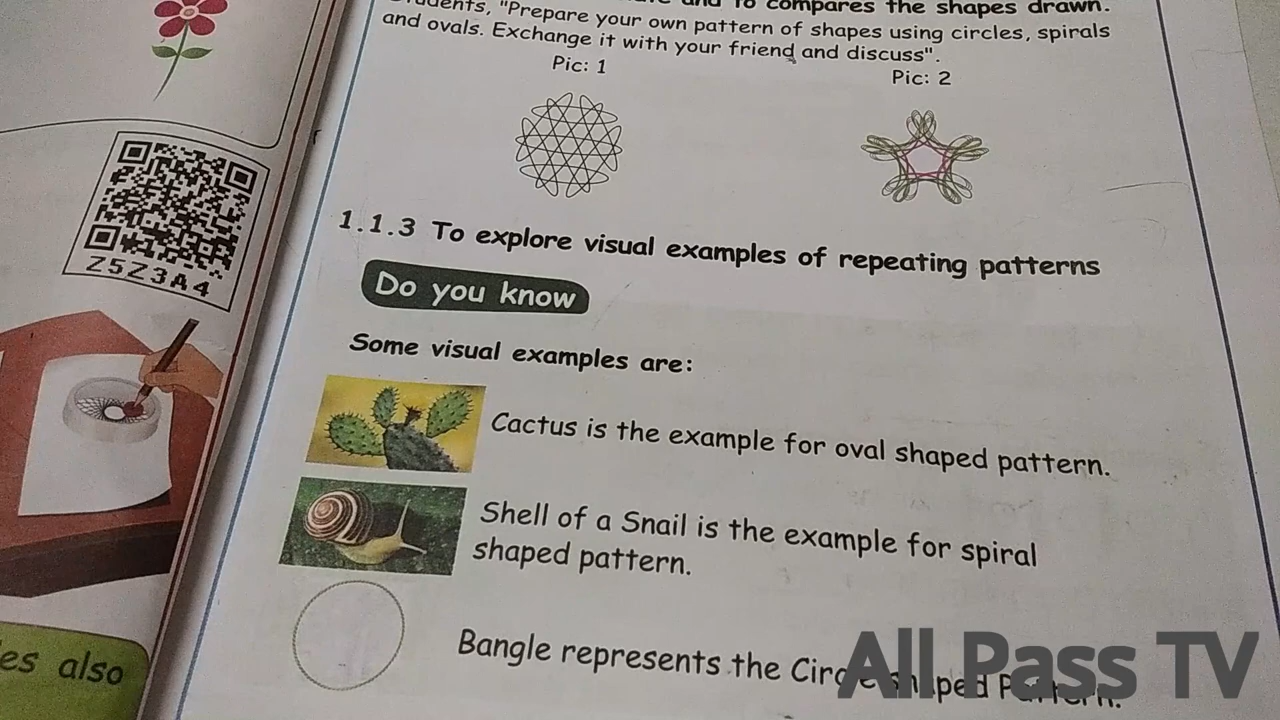 to compares the shapes drawn.
"Prepare your own pattern of shapes using circles, spirals
and ovals. Exchange it with your friend and discuss".
Pic: 1
Pic: 2
1.1.3 To explore visual examples of repeating patterns
Do you know
Some visual examples are:
Cactus is the example for oval shaped pattern.
Shell of a Snail is the example for spiral
shaped pattern.
Bangle represents the Circle shaped Pattern.
Z5Z3A4
es also
All Pass TV